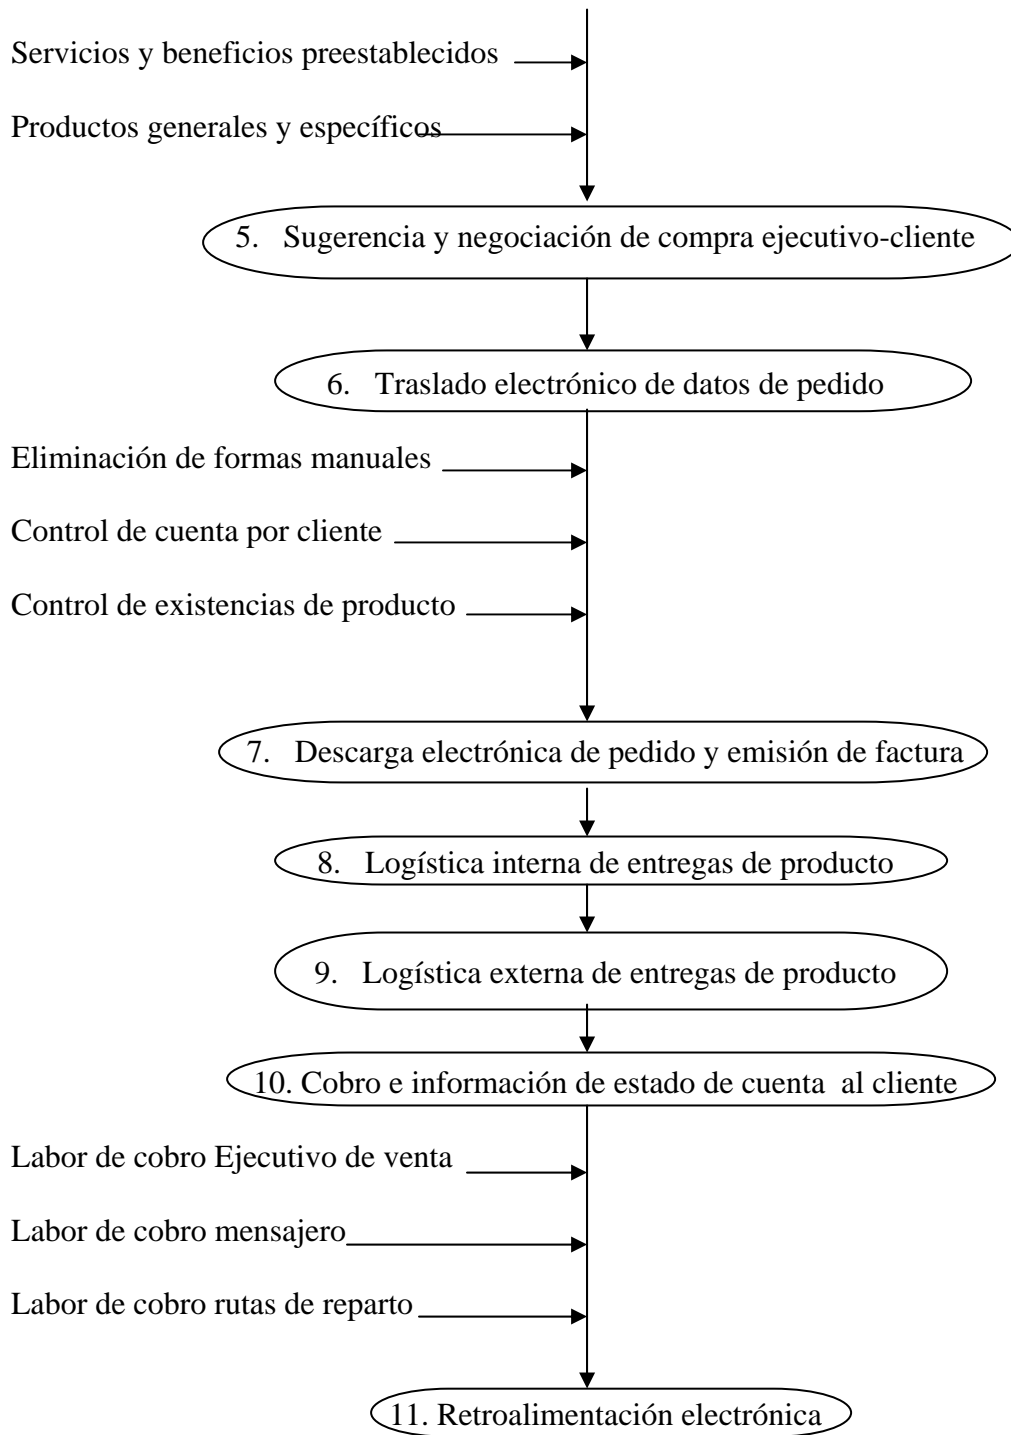 Servicios y beneficios preestablecidos
Productos generales y específicos
5. Sugerencia y negociación de compra ejecutivo-cliente
6. Traslado electrónico de datos de pedido
Eliminación de formas manuales
Control de cuenta por cliente
Control de existencias de producto
7. Descarga electrónica de pedido y emisión de factura
8. Logística interna de entregas de producto
9. Logística externa de entregas de producto
10. Cobro e información de estado de cuenta al cliente
Labor de cobro Ejecutivo de venta
Labor de cobro mensajero
Labor de cobro rutas de reparto
11. Retroalimentación electrónica